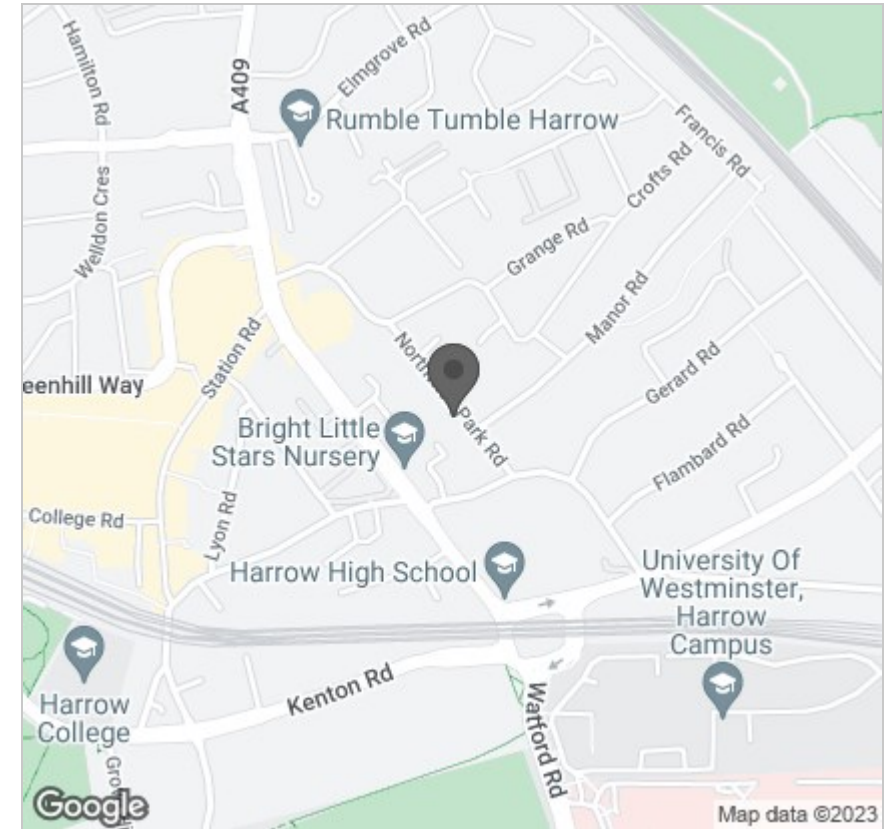 Hamilton Rd
A409
Elmgrove Rd
Rumble Tumble Harrow
Francis Rd
Crofts Rd
Welldon Cres
Grange Rd
Manor Rd
Station Rd
eenhill Way
Park Rd
Gerard Rd
Bright Little
Stars Nursery
Flambard Rd
College Rd
Lyon Rd
Harrow High School
University Of
Westminster,
Harrow
Campus
Harrow
College
Kenton Rd
Watford Rd
Google
Map data ©2023